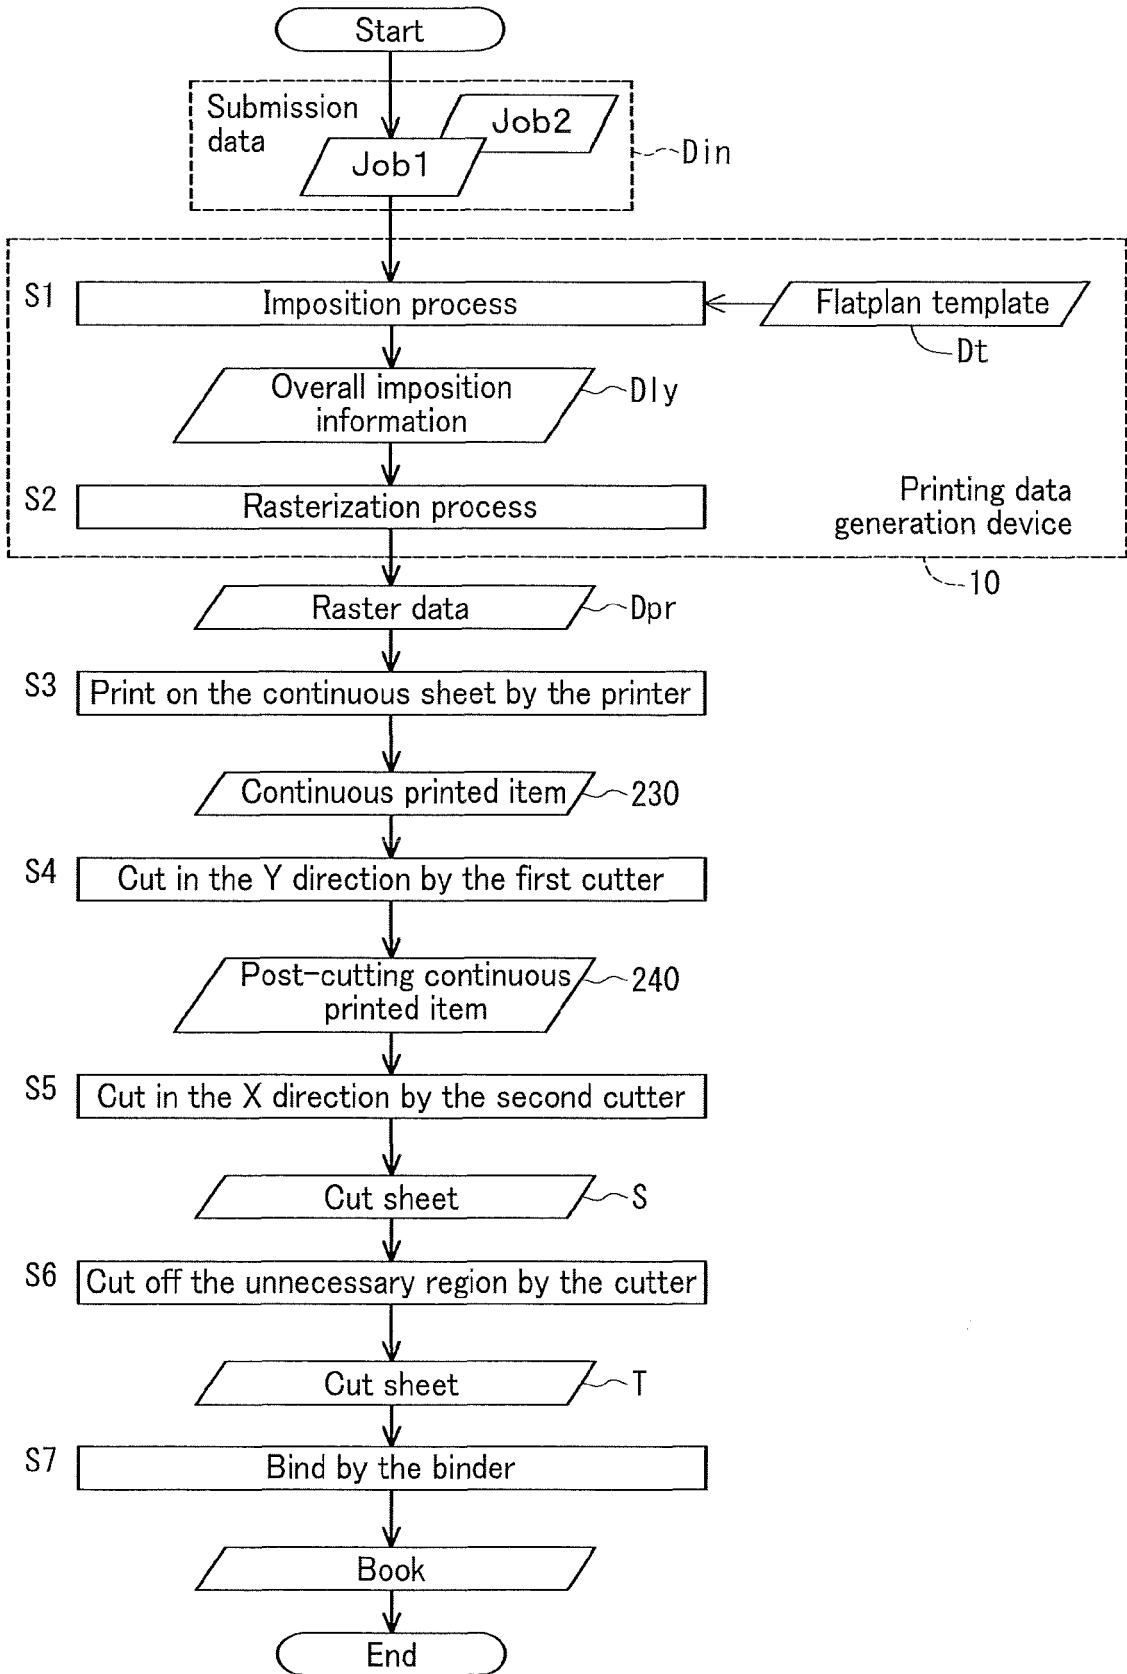 Start
Submission
data
Job2
Job1
Din
S1
Imposition process
Flatplan template
Dt
Overall imposition
information
Dly
S2
Rasterization process
Printing data
generation device
10
Raster data
Dpr
S3
Print on the continuous sheet by the printer
Continuous printed item
230
S4
Cut in the Y direction by the first cutter
Post-cutting continuous
printed item
240
S5
Cut in the X direction by the second cutter
Cut sheet
S
S6
Cut off the unnecessary region by the cutter
Cut sheet
T
S7
Bind by the binder
Book
End